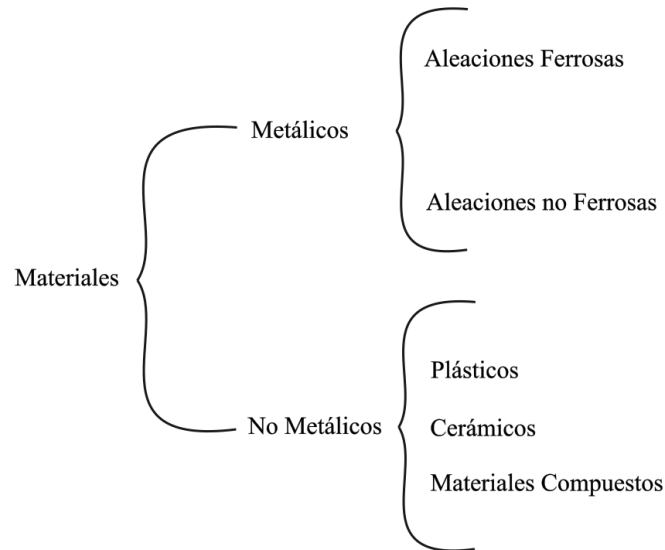 Aleaciones Ferrosas
Metálicos
Aleaciones no Ferrosas
Materiales
Plásticos
No Metálicos
Cerámicos
Materiales Compuestos